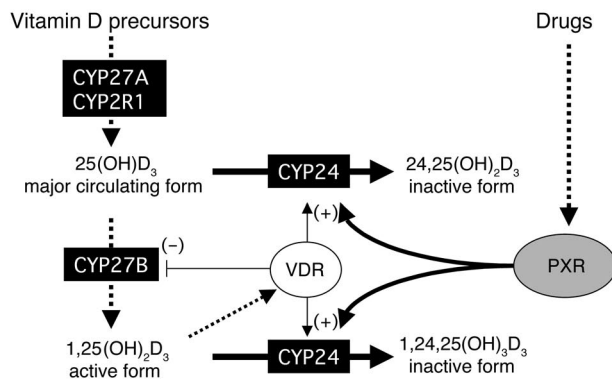 Vitamin D precursors
Drugs
CYP27A
CYP2R1
25(OH)D₃
major circulating form
CYP24
24,25(OH)₂D₃
inactive form
(+)
(−)
CYP27B
VDR
PXR
(+)
1,25(OH)₂D₃
active form
CYP24
1,24,25(OH)₃D₃
inactive form